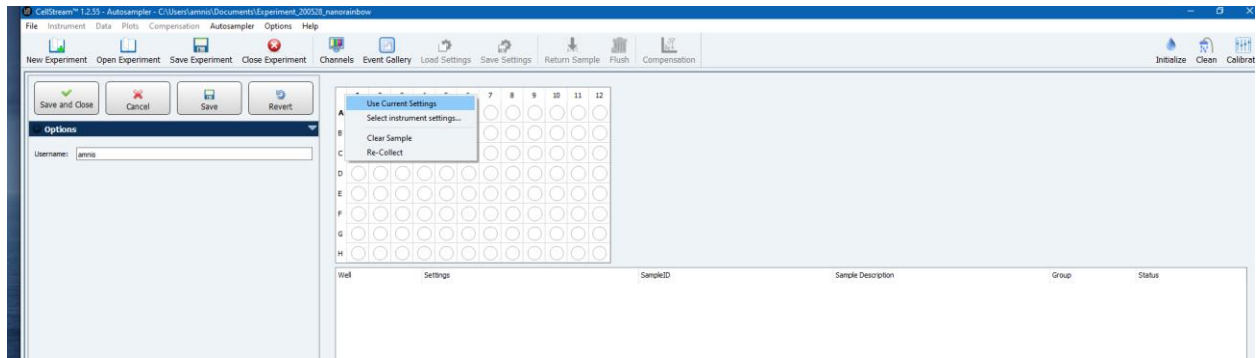 CellStream™ 1.2.55 - Autosampler - C:\Users\amnis\Documents\Experiment_200528_nanorainbow
File Instrument Data Plots Compensation Autosampler Options Help
New Experiment Open Experiment Save Experiment Close Experiment Channels Event Gallery Load Settings Save Settings Return Sample Flush Compensation Initialize Clean Calibrat
Save and Close Cancel Save Revert
Options
Username: amnis
7 8 9 10 11 12
Use Current Settings
Select instrument settings...
Clear Sample
Re-Collect
A
B
C
D
E
F
G
H
Well Settings SampleID Sample Description Group Status